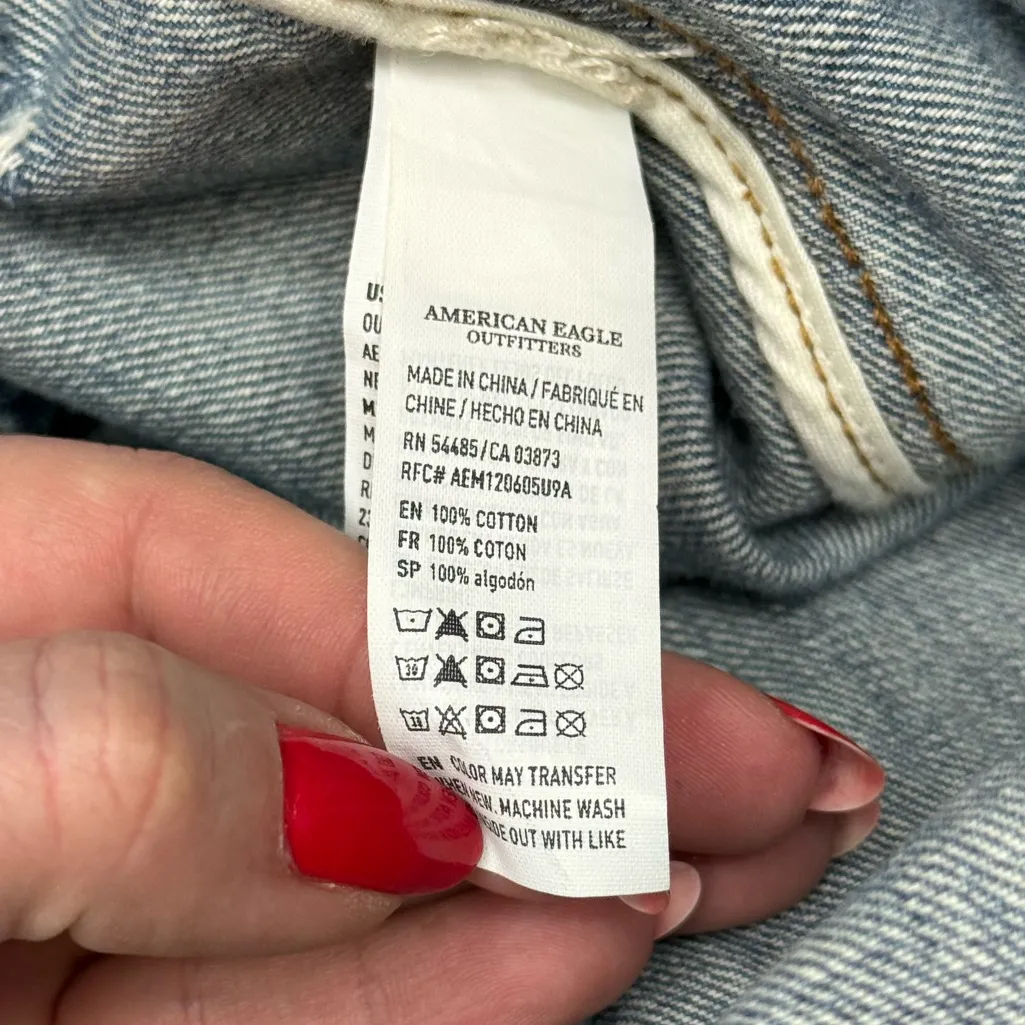 AMERICAN EAGLE
OUTFITTERS
MADE IN CHINA / FABRIQUÉ EN
CHINE / HECHO EN CHINA
RN 54485/CA 03873
RFC# AEM120605U9A
EN 100% COTTON
FR 100% COTON
SP 100% algodón
30
EN COLOR MAY TRANSFER
WHEN NEW. MACHINE WASH
INSIDE OUT WITH LIKE